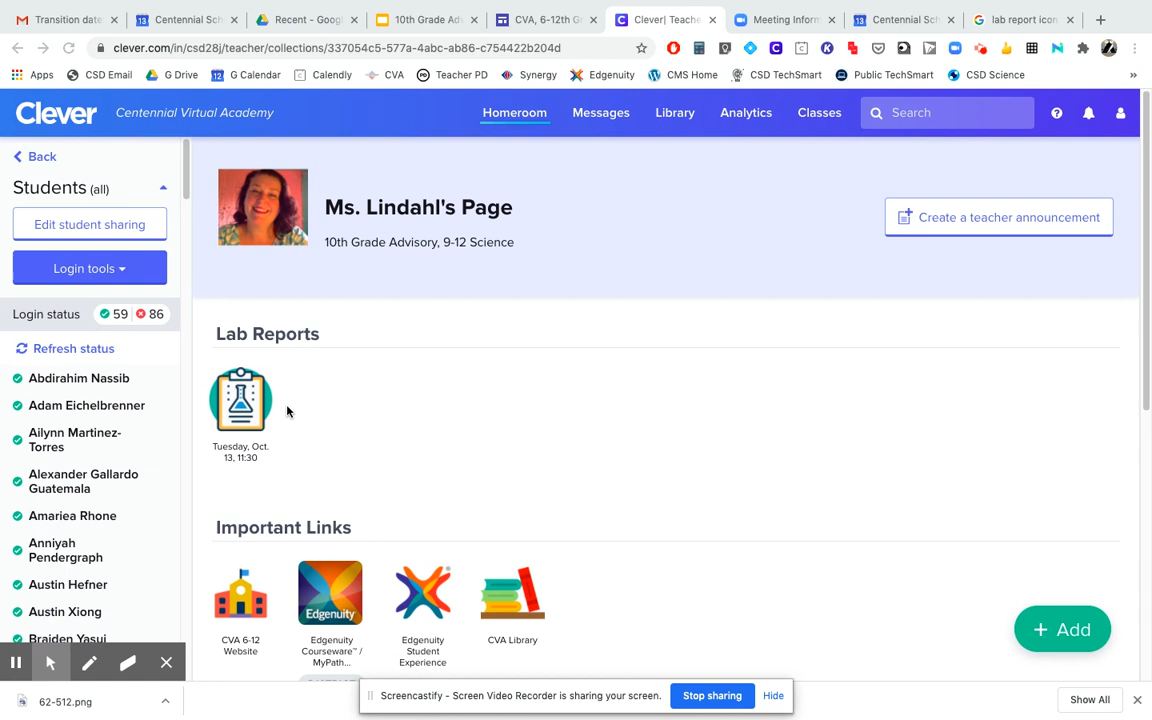 Transition date
Centennial Sch
Recent - Googl
10th Grade Adv
CVA, 6-12th Gr
Clever | Teache
Meeting Inform
Centennial Sch
lab report icon
clever.com/in/csd28j/teacher/collections/337054c5-577a-4abc-ab86-c754422b204d
Apps CSD Email G Drive G Calendar Calendly CVA Teacher PD Synergy Edgenuity CMS Home CSD TechSmart Public TechSmart CSD Science »
Clever Centennial Virtual Academy Homeroom Messages Library Analytics Classes Search
Back
Students (all)
Edit student sharing
Login tools
Login status 59 86
Refresh status
Abdirahim Nassib
Adam Eichelbrenner
Ailynn Martinez-
Torres
Alexander Gallardo
Guatemala
Amariea Rhone
Anniyah
Pendergraph
Austin Hefner
Austin Xiong
Braiden Yasui
Ms. Lindahl's Page
10th Grade Advisory, 9-12 Science
Create a teacher announcement
Lab Reports
Tuesday, Oct.
13, 11:30
Important Links
Edgenuity
CVA 6-12
Website
Edgenuity
Courseware™ /
MyPath...
Edgenuity
Student
Experience
CVA Library
+ Add
Screencastify - Screen Video Recorder is sharing your screen. Stop sharing Hide
62-512.png
Show All